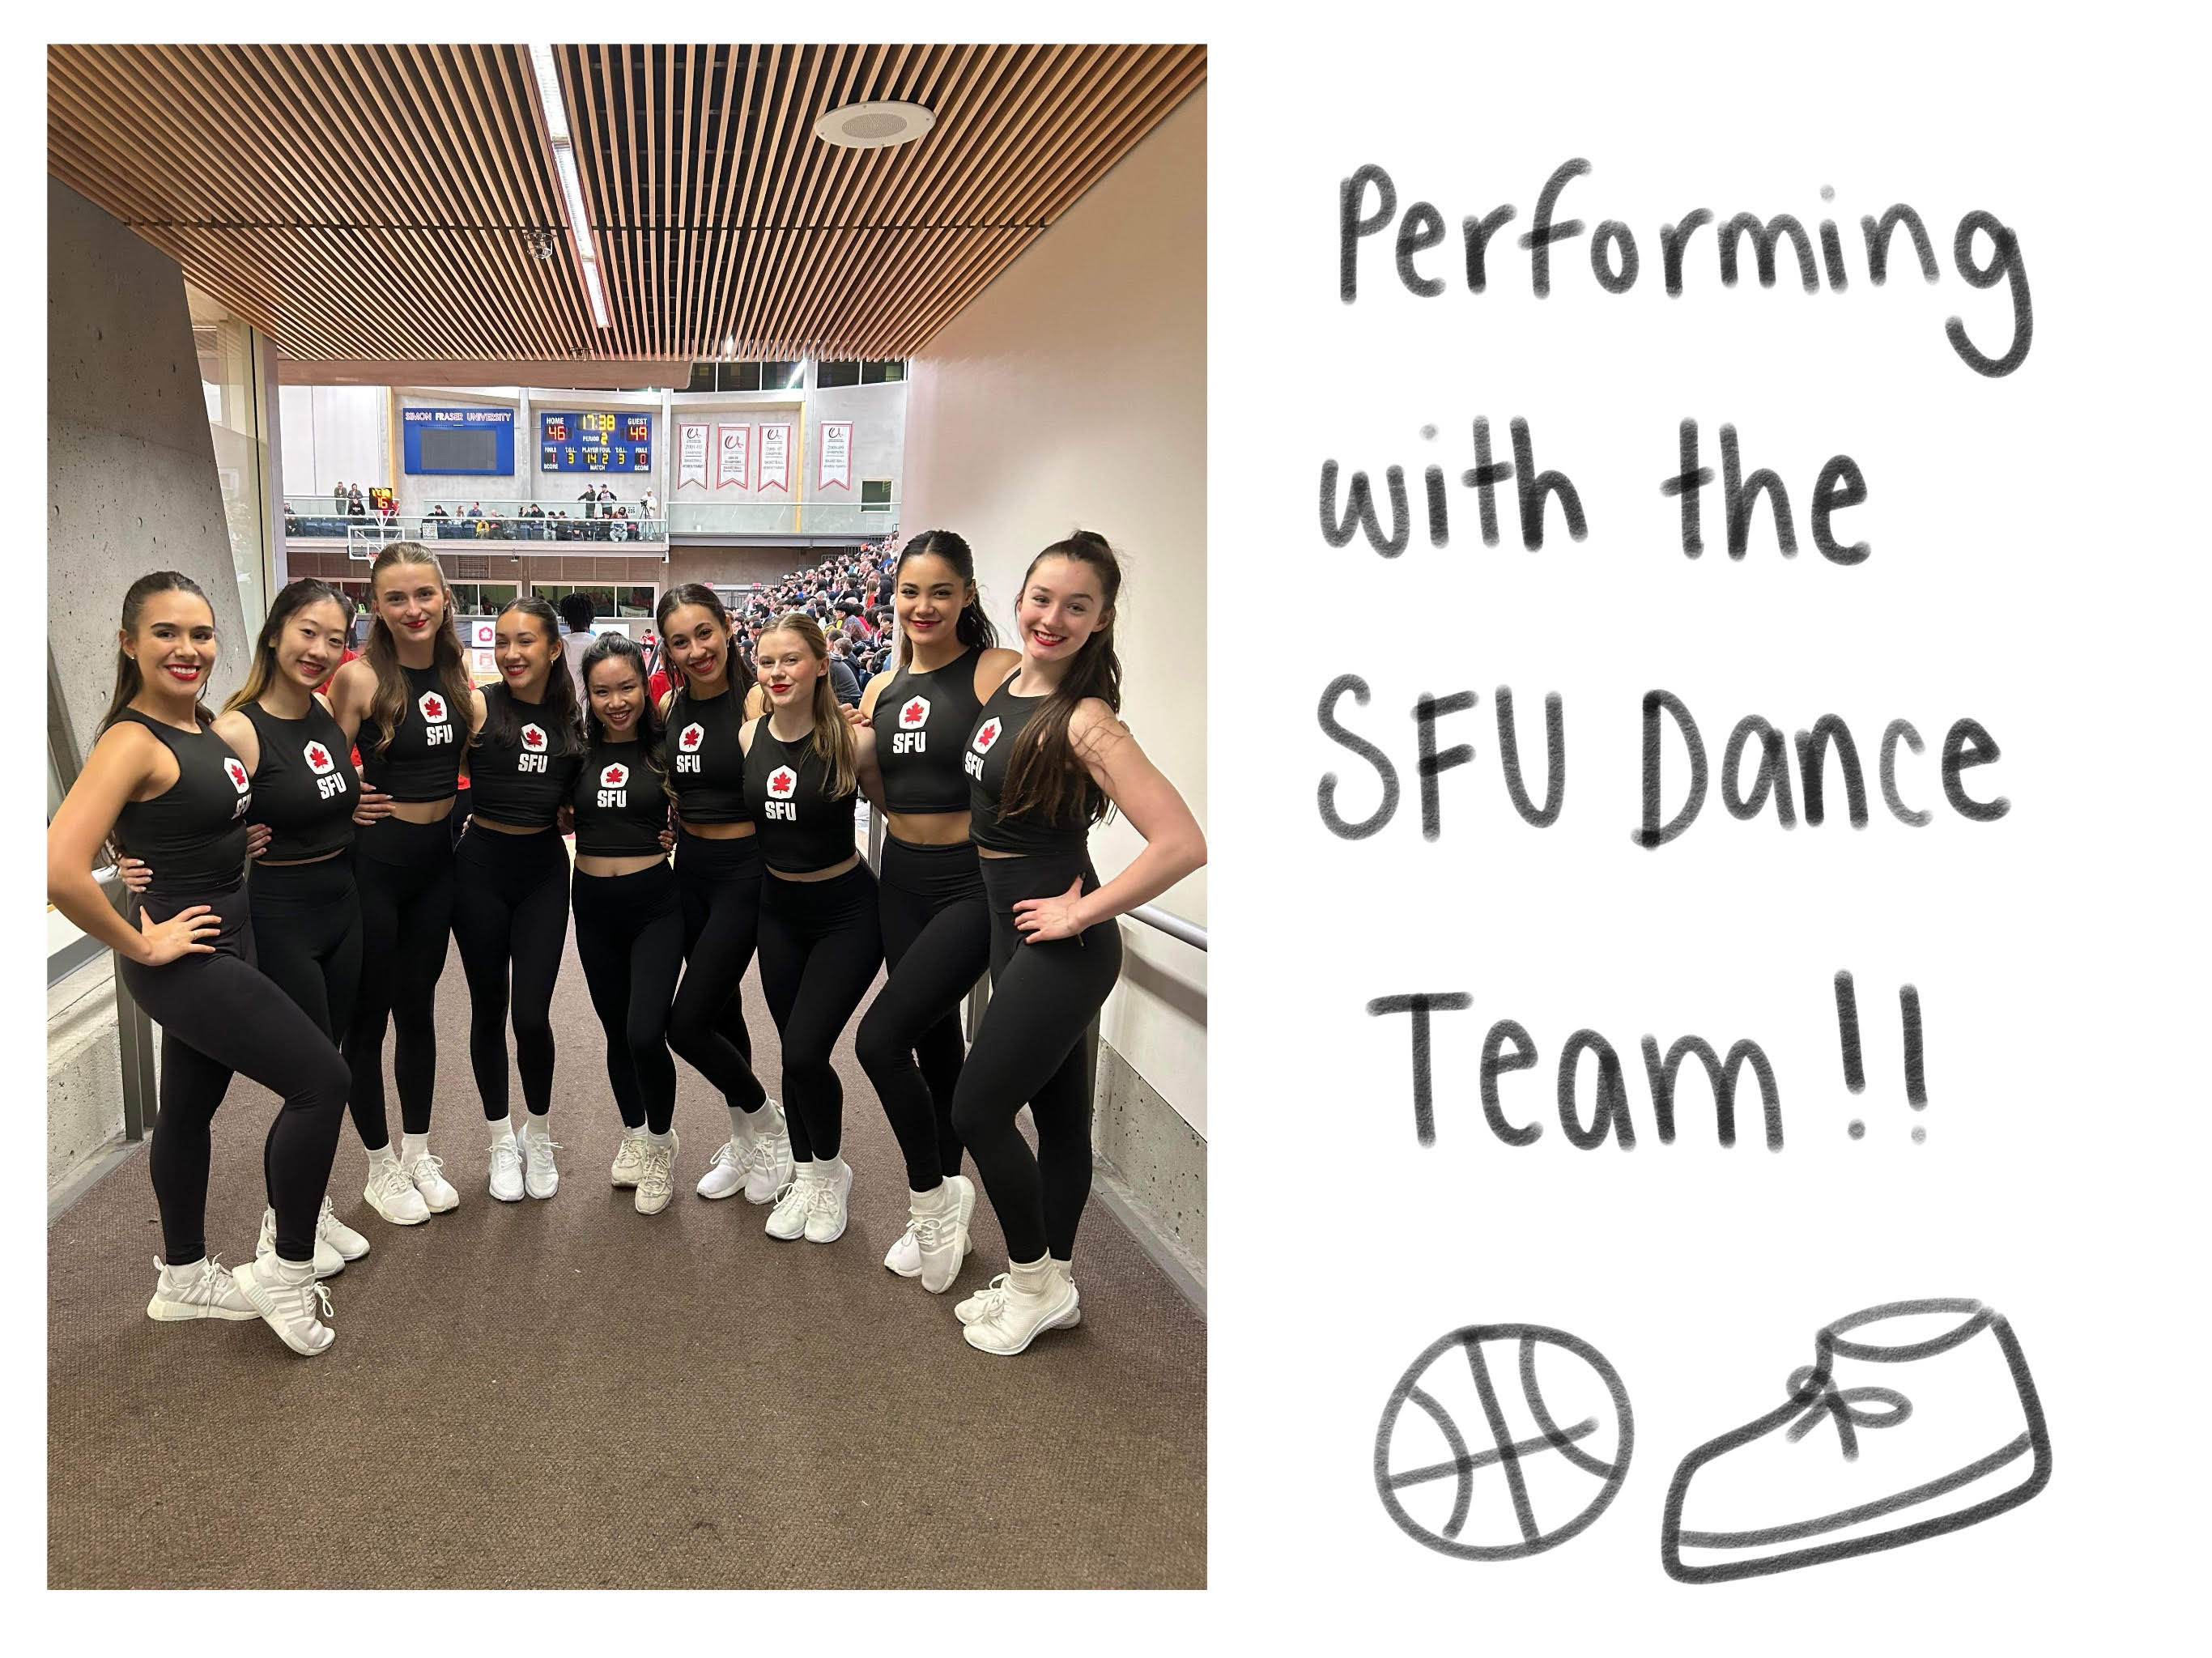 SIMON FRASER UNIVERSITY
HOME 17:38 GUEST
46 PERIOD 2 49
FOULS T.O.L. PLAYER FOUL T.O.L. FOULS
1 3 14 2 3 0
SCORE MATCH SCORE
16
SFU
SFU
SFU
SFU
SFU
SFU
SFU
SFU
SFU
Performing
with the
SFU Dance
Team!!